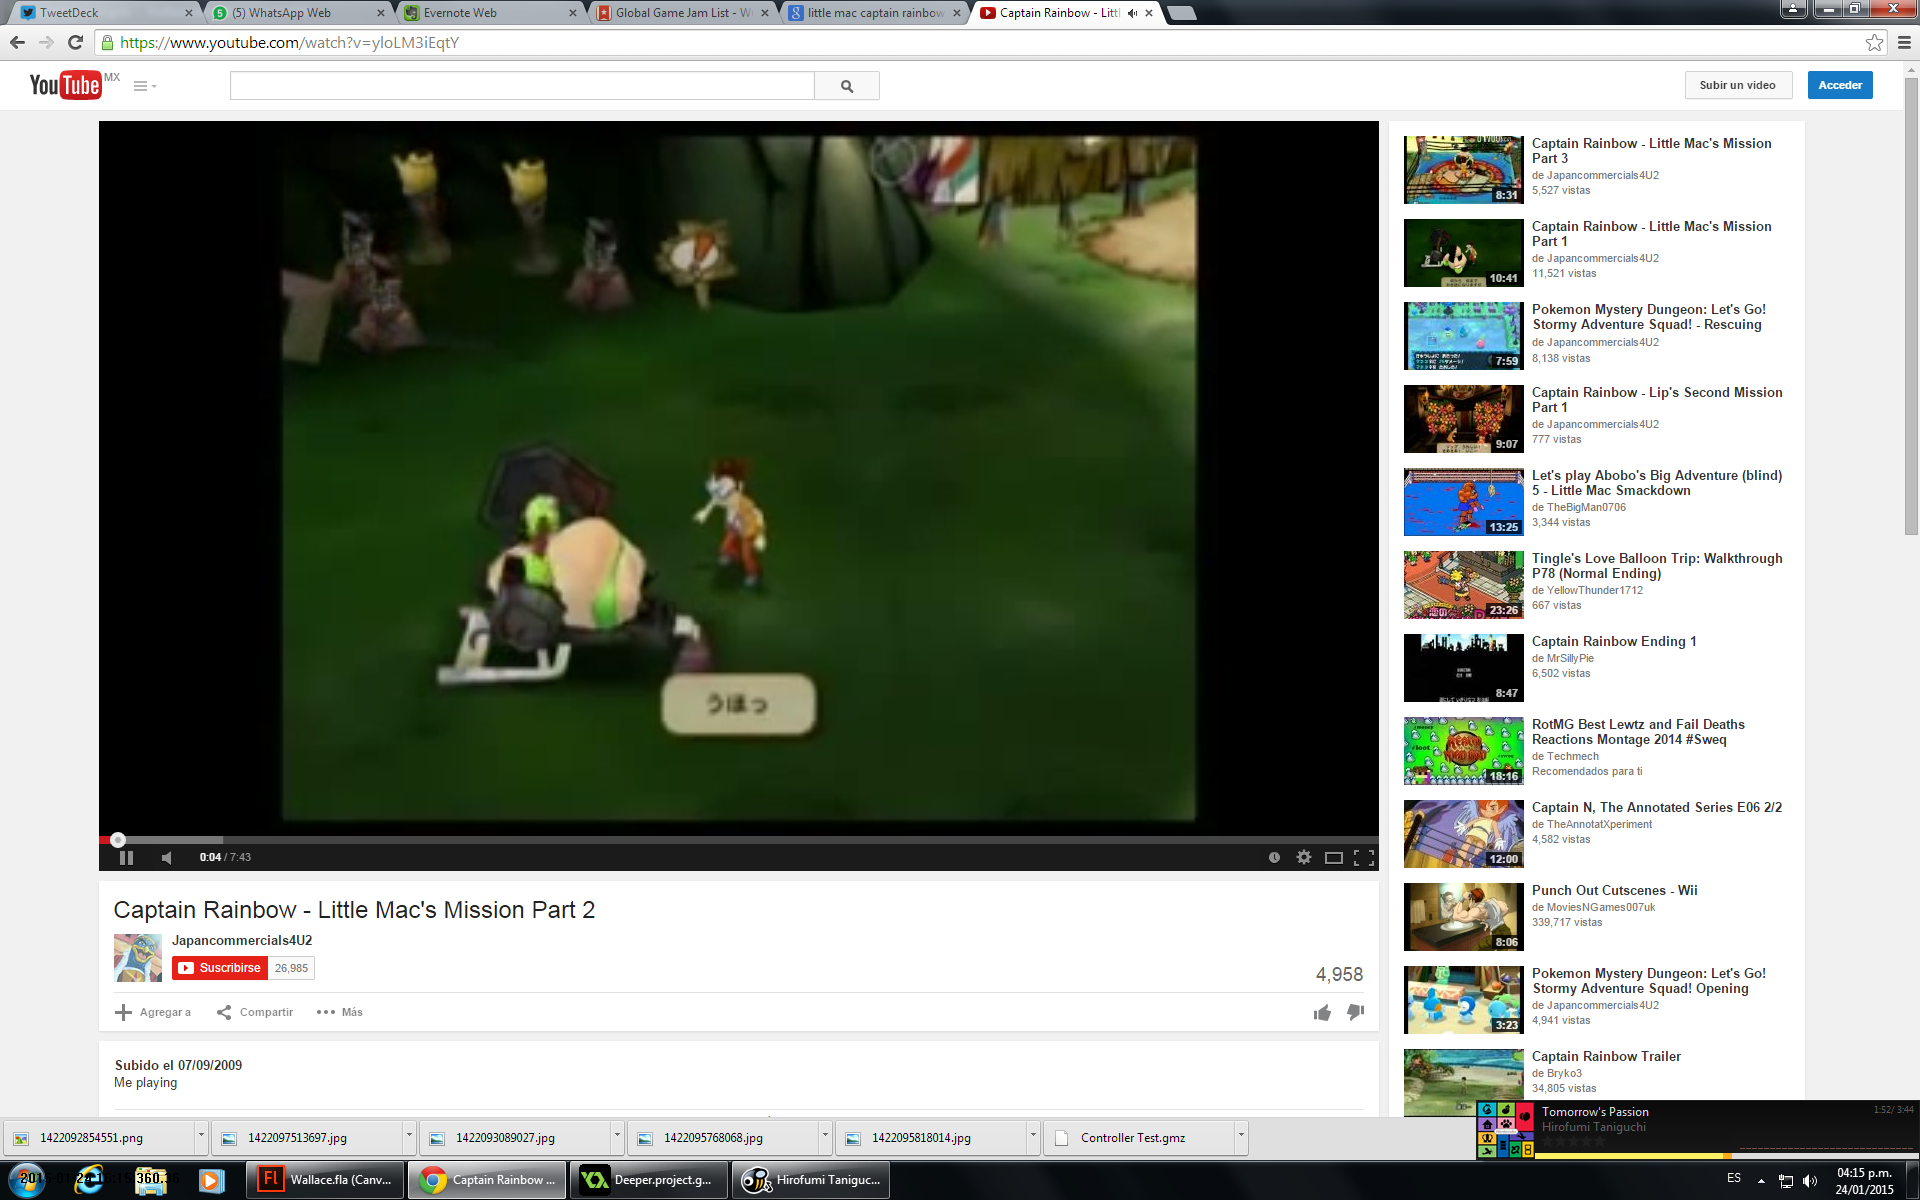 TweetDeck
(5) WhatsApp Web
Evernote Web
Global Game Jam List - W
little mac captain rainbow
Captain Rainbow - Littl
https://www.youtube.com/watch?v=yloLM3iEqtY
YouTube MX
Subir un video
Acceder
うほっ
0:04 / 7:43
Captain Rainbow - Little Mac's Mission Part 2
Japancommercials4U2
Suscribirse 26,985
4,958
Agregar a
Compartir
Más
Subido el 07/09/2009
Me playing
8:31
Captain Rainbow - Little Mac's Mission
Part 3
de Japancommercials4U2
5,527 vistas
10:41
Captain Rainbow - Little Mac's Mission
Part 1
de Japancommercials4U2
11,521 vistas
7:59
Pokemon Mystery Dungeon: Let's Go!
Stormy Adventure Squad! - Rescuing
de Japancommercials4U2
8,138 vistas
9:07
Captain Rainbow - Lip's Second Mission
Part 1
de Japancommercials4U2
777 vistas
13:25
Let's play Abobo's Big Adventure (blind)
5 - Little Mac Smackdown
de TheBigMan0706
3,344 vistas
23:26
Tingle's Love Balloon Trip: Walkthrough
P78 (Normal Ending)
de YellowThunder1712
667 vistas
8:47
Captain Rainbow Ending 1
de MrSillyPie
6,502 vistas
18:16
RotMG Best Lewtz and Fail Deaths
Reactions Montage 2014 #Sweq
de Techmech
Recomendados para ti
12:00
Captain N, The Annotated Series E06 2/2
de TheAnnotatXperiment
4,582 vistas
8:06
Punch Out Cutscenes - Wii
de MoviesNGames007uk
339,717 vistas
3:23
Pokemon Mystery Dungeon: Let's Go!
Stormy Adventure Squad! Opening
de Japancommercials4U2
4,941 vistas
Captain Rainbow Trailer
de Bryko3
34,805 vistas
Tomorrow's Passion
1:52/ 3:44
Hirofumi Taniguchi
1422092854551.png
1422097513697.jpg
1422093089027.jpg
1422095768068.jpg
1422095818014.jpg
Controller Test.gmz
Wallace.fla (Canv...
Captain Rainbow ...
Deeper.project.g...
Hirofumi Taniguc...
ES
04:15 p.m.
24/01/2015